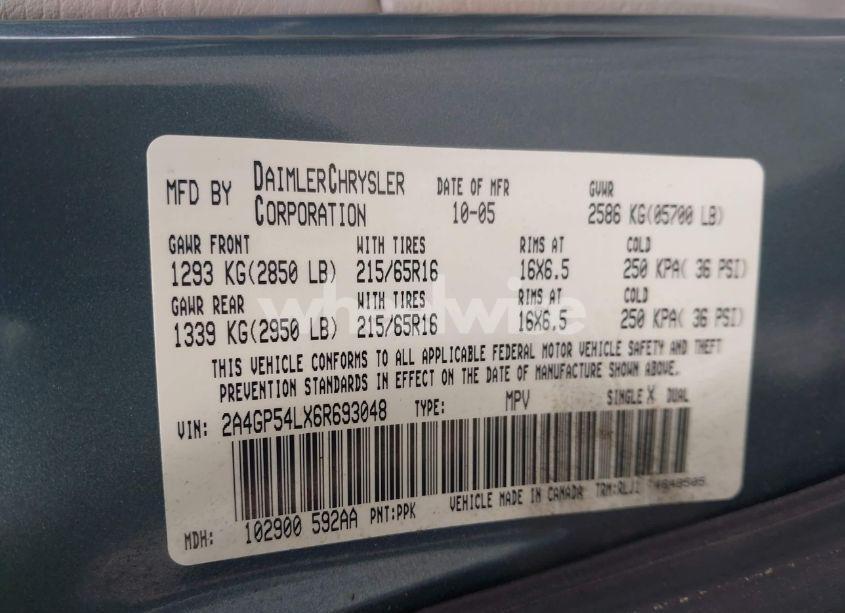 MFD BY DAIMLERCHRYSLER CORPORATION DATE OF MFR 10-05 GVWR 2586 KG(05700 LB)
GAWR FRONT WITH TIRES RIMS AT COLD
1293 KG(2850 LB) 215/65R16 16X6.5 250 KPA( 36 PSI)
GAWR REAR WITH TIRES RIMS AT COLD
1339 KG(2950 LB) 215/65R16 16X6.5 250 KPA( 36 PSI)
THIS VEHICLE CONFORMS TO ALL APPLICABLE FEDERAL MOTOR VEHICLE SAFETY AND THEFT
PREVENTION STANDARDS IN EFFECT ON THE DATE OF MANUFACTURE SHOWN ABOVE.
VIN: 2A4GP54LX6R693048 TYPE: MPV SINGLE X DUAL
VEHICLE MADE IN CANADA TRM:RLJ1
MDH: 102900 592AA PNT:PPK